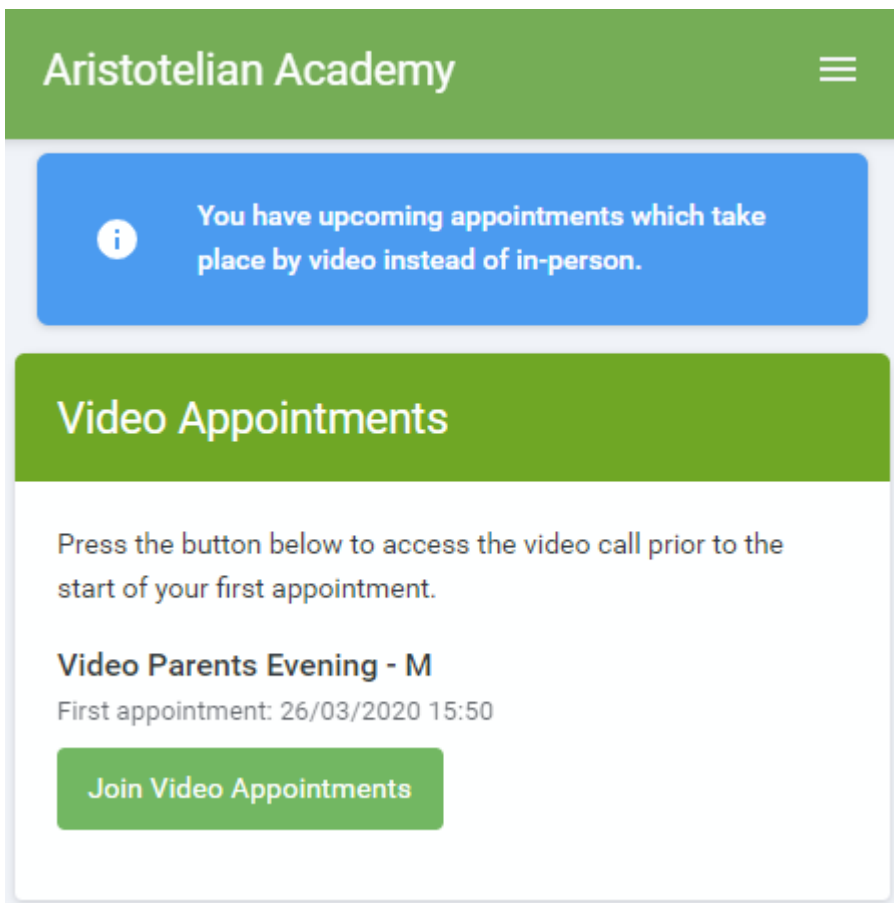 Aristotelian Academy
You have upcoming appointments which take
place by video instead of in-person.
Video Appointments
Press the button below to access the video call prior to the
start of your first appointment.
Video Parents Evening - M
First appointment: 26/03/2020 15:50
Join Video Appointments